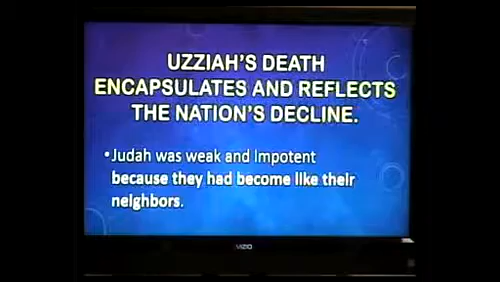 UZZIAH'S DEATH
ENCAPSULATES AND REFLECTS
THE NATION'S DECLINE.
•Judah was weak and Impotent
because they had become like their
neighbors.
VIZIO